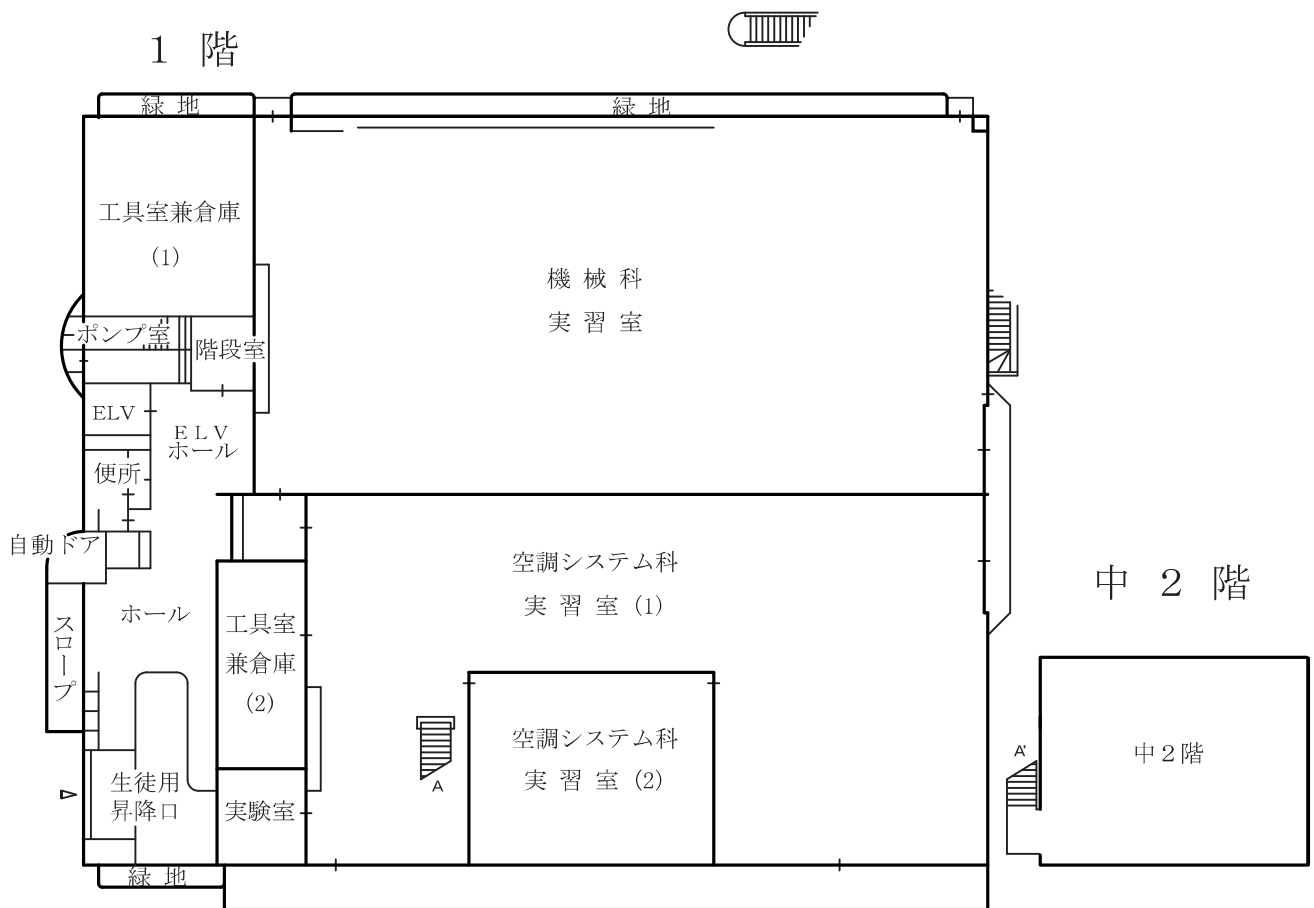 1 階
緑 地
緑 地
工具室兼倉庫
(1)
機 械 科
実 習 室
ポンプ室
階段室
ELV
ELV
ホール
便所
自動ドア
空調システム科
実 習 室 (1)
中 2 階
ホール
スロープ
工具室
兼倉庫
(2)
空調システム科
実 習 室 (2)
A
A'
中2階
生徒用
昇降口
実験室
緑 地